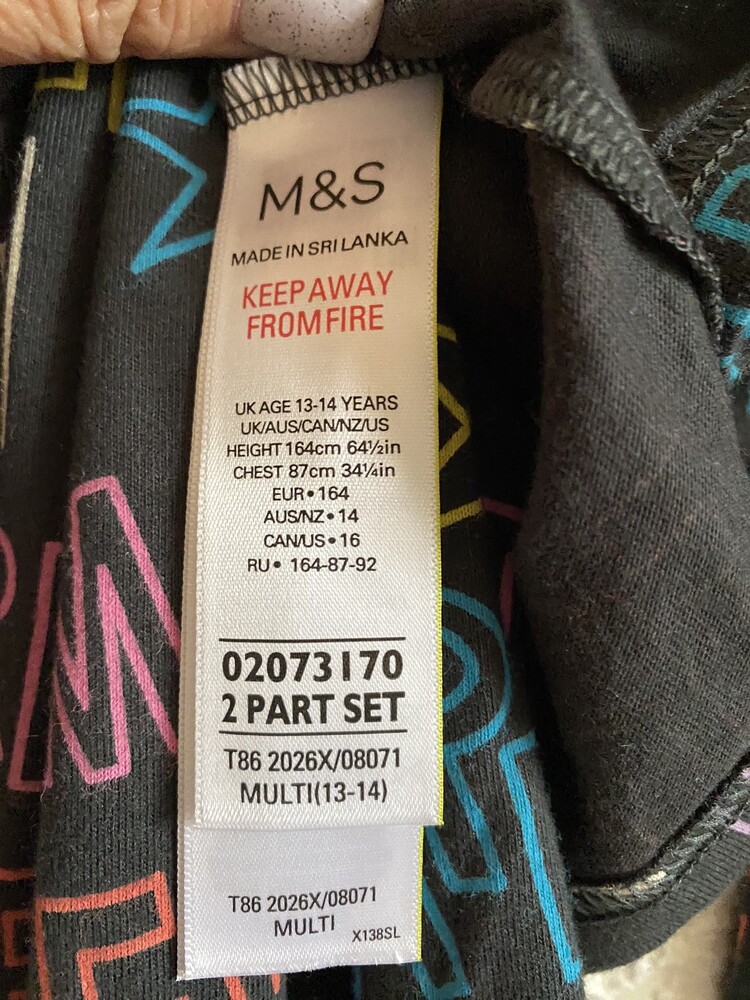 M&S
MADE IN SRI LANKA
KEEP AWAY
FROM FIRE
UK AGE 13-14 YEARS
UK/AUS/CAN/NZ/US
HEIGHT 164cm 64½in
CHEST 87cm 34¼in
EUR•164
AUS/NZ•14
CAN/US•16
RU• 164-87-92
02073170
2 PART SET
T86 2026X/08071
MULTI(13-14)
T86 2026X/08071
MULTI
X138SL